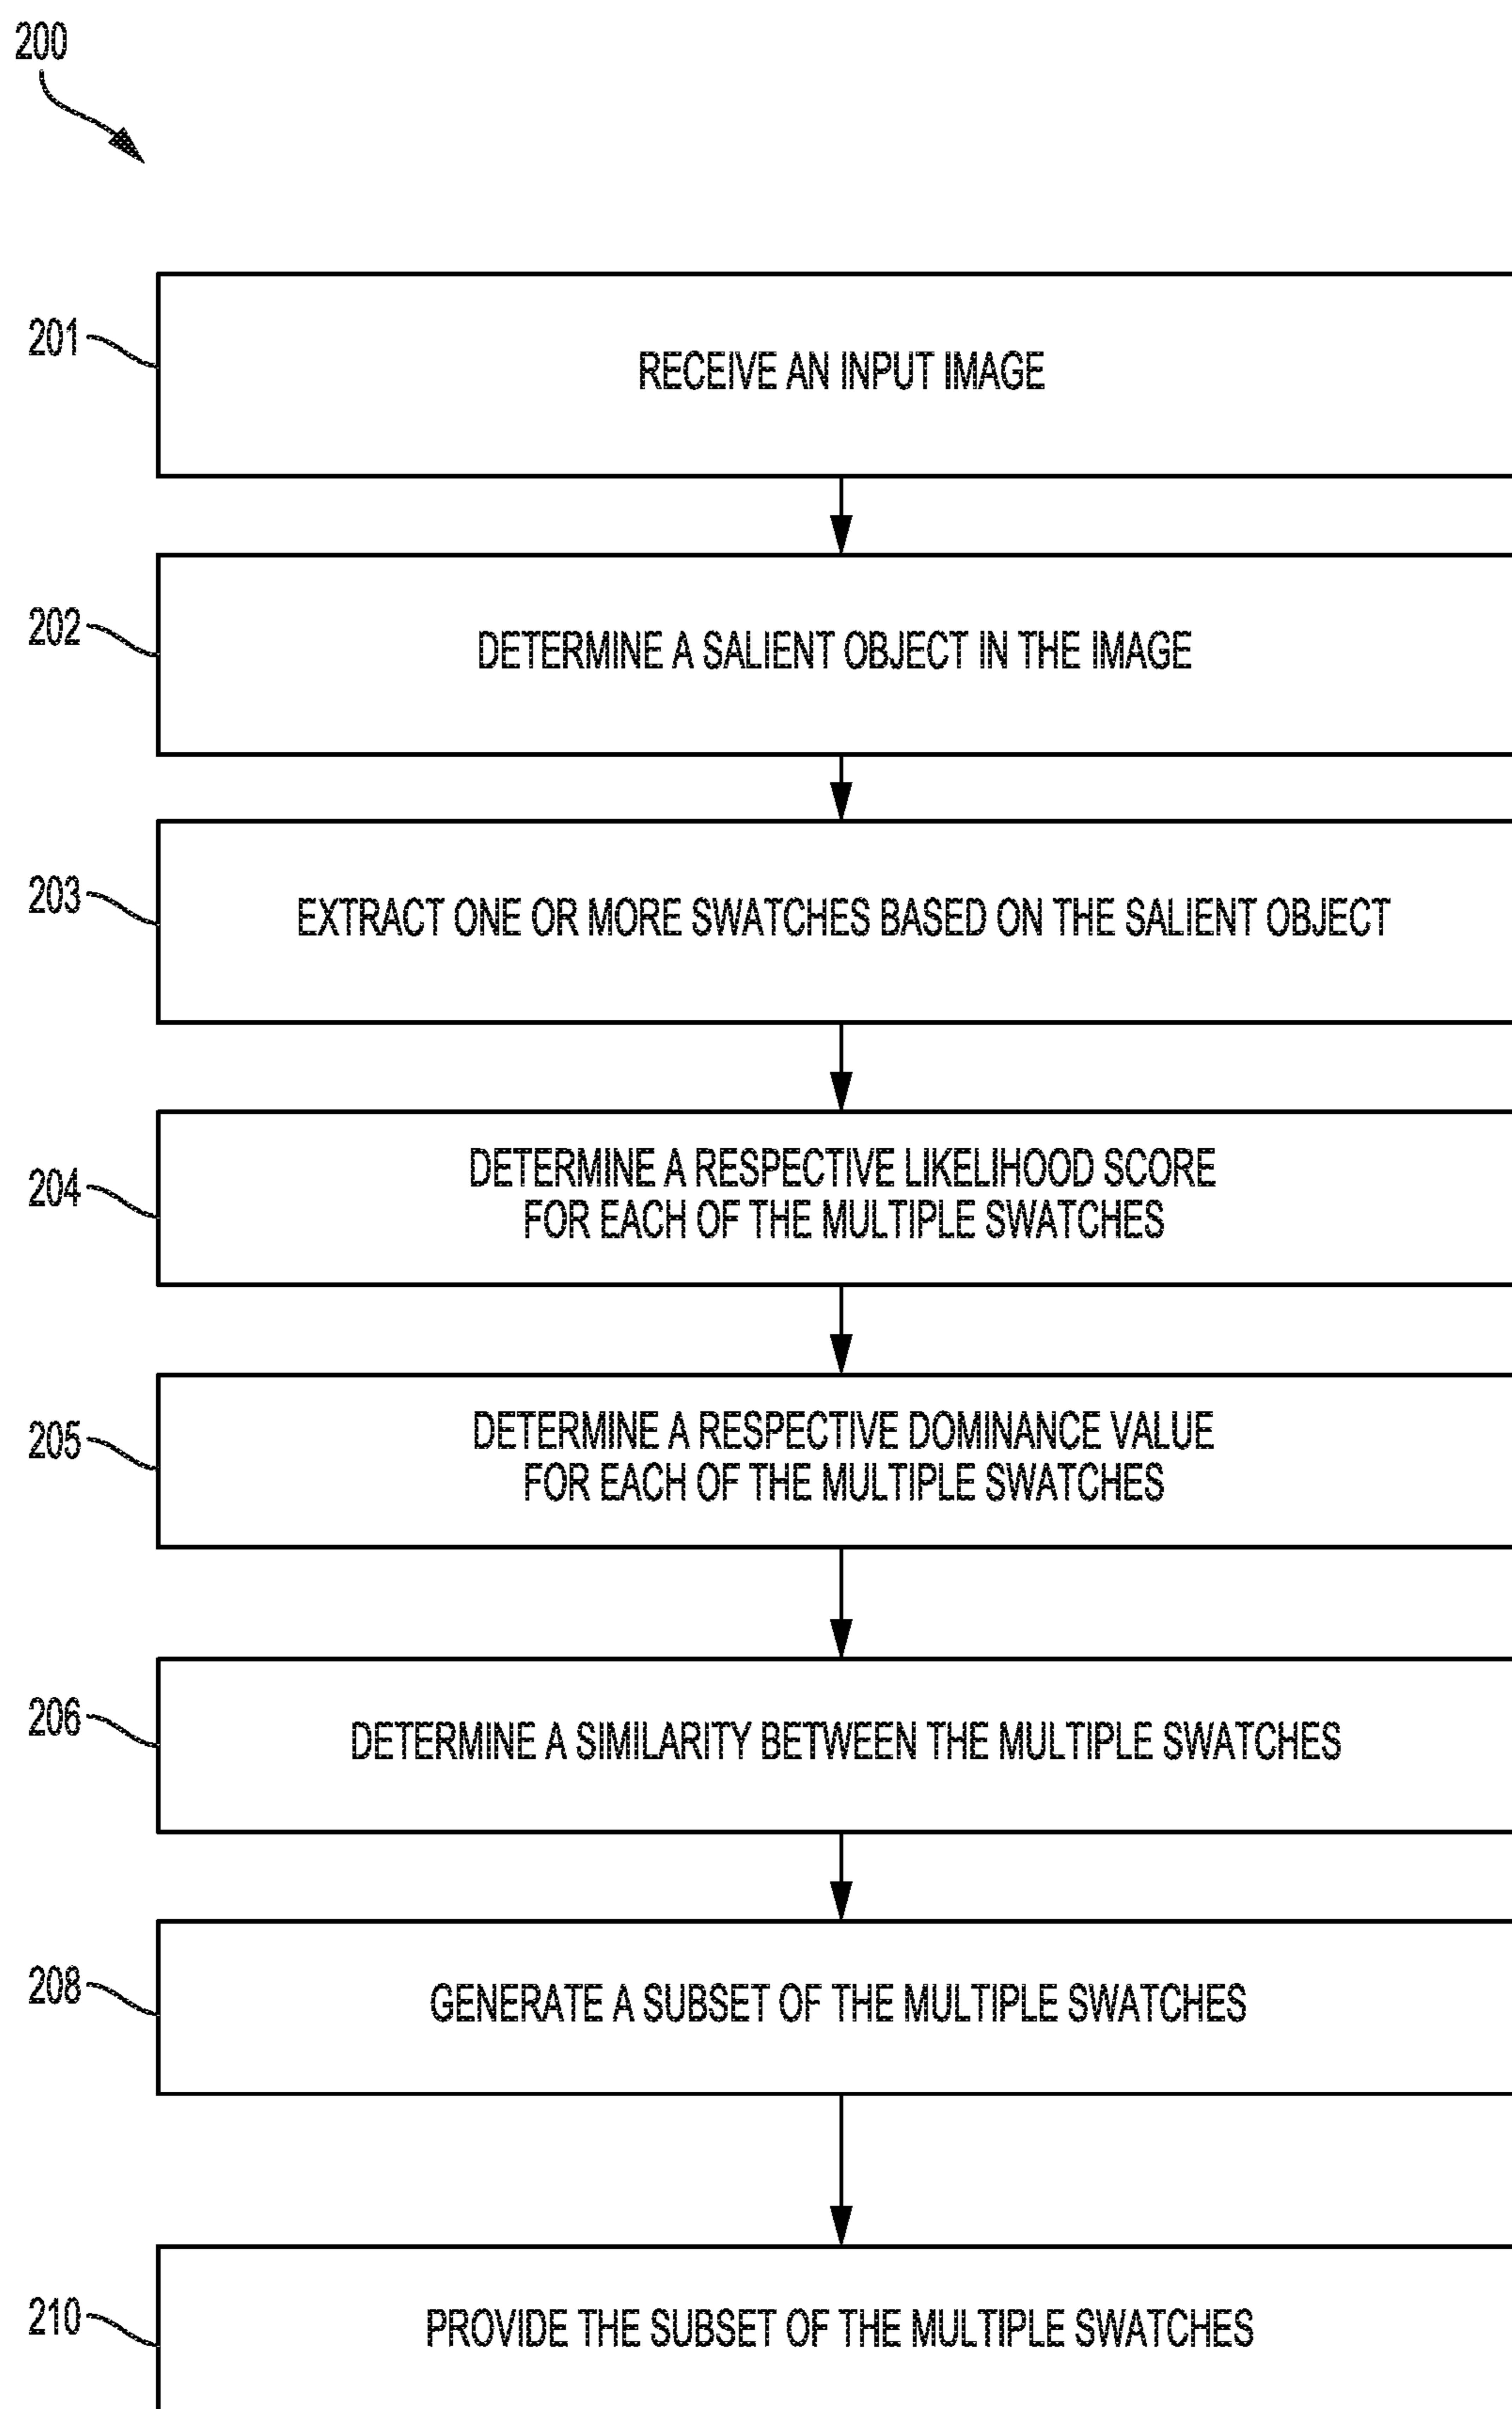 200
201
RECEIVE AN INPUT IMAGE
202
DETERMINE A SALIENT OBJECT IN THE IMAGE
203
EXTRACT ONE OR MORE SWATCHES BASED ON THE SALIENT OBJECT
204
DETERMINE A RESPECTIVE LIKELIHOOD SCORE
FOR EACH OF THE MULTIPLE SWATCHES
205
DETERMINE A RESPECTIVE DOMINANCE VALUE
FOR EACH OF THE MULTIPLE SWATCHES
206
DETERMINE A SIMILARITY BETWEEN THE MULTIPLE SWATCHES
208
GENERATE A SUBSET OF THE MULTIPLE SWATCHES
210
PROVIDE THE SUBSET OF THE MULTIPLE SWATCHES